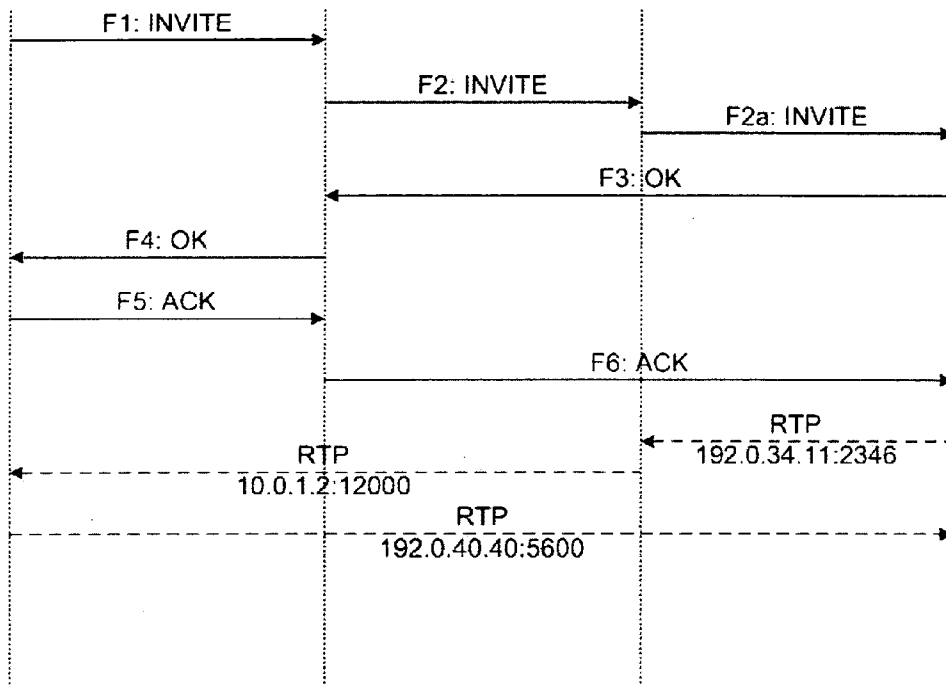 F1: INVITE
F2: INVITE
F2a: INVITE
F3: OK
F4: OK
F5: ACK
F6: ACK
RTP
192.0.34.11:2346
RTP
10.0.1.2:12000
RTP
192.0.40.40:5600